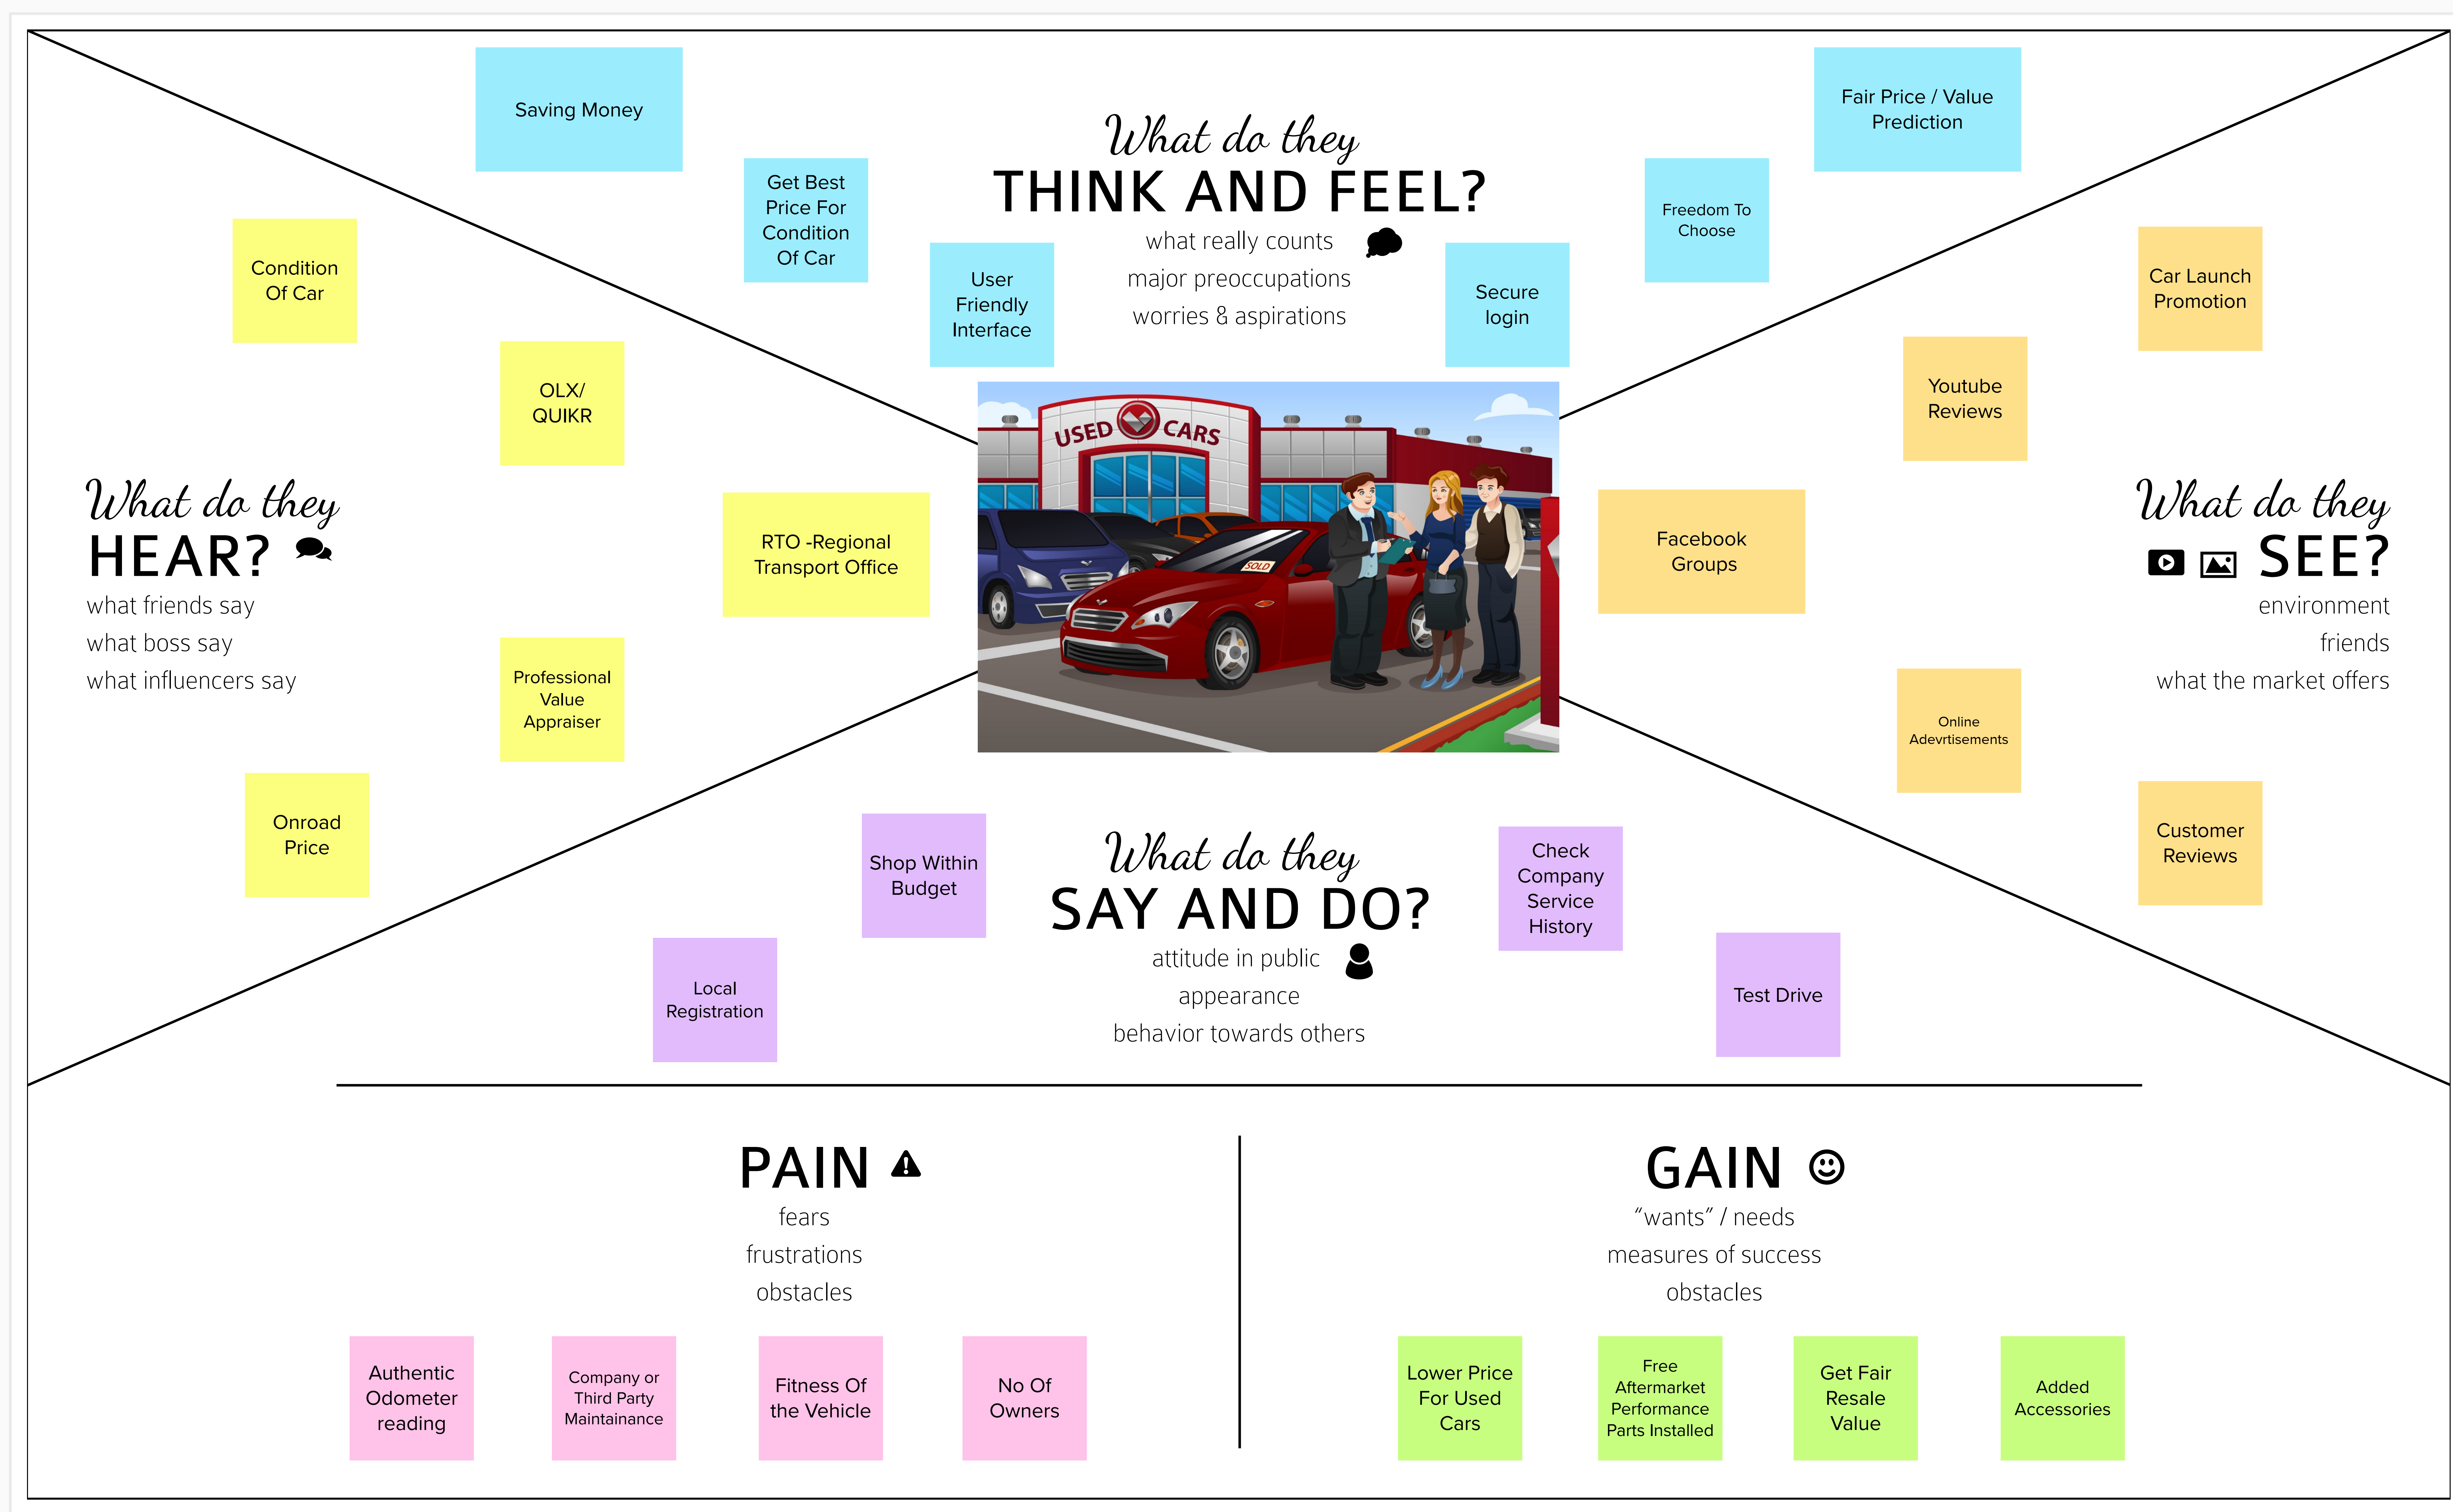 What do they
THINK AND FEEL?
what really counts
major preoccupations
worries & aspirations
Saving Money
Get Best
Price For
Condition
Of Car
User
Friendly
Interface
Secure
login
Freedom To
Choose
Fair Price / Value
Prediction
What do they
HEAR?
what friends say
what boss say
what influencers say
Condition
Of Car
OLX/
QUIKR
RTO -Regional
Transport Office
Professional
Value
Appraiser
Onroad
Price
USED CARS
SOLD
What do they
SEE?
environment
friends
what the market offers
Car Launch
Promotion
Youtube
Reviews
Facebook
Groups
Online
Adevrtisements
Customer
Reviews
What do they
SAY AND DO?
attitude in public
appearance
behavior towards others
Shop Within
Budget
Local
Registration
Check
Company
Service
History
Test Drive
PAIN
fears
frustrations
obstacles
Authentic
Odometer
reading
Company or
Third Party
Maintainance
Fitness Of
the Vehicle
No Of
Owners
GAIN
“wants” / needs
measures of success
obstacles
Lower Price
For Used
Cars
Free
Aftermarket
Performance
Parts Installed
Get Fair
Resale
Value
Added
Accessories